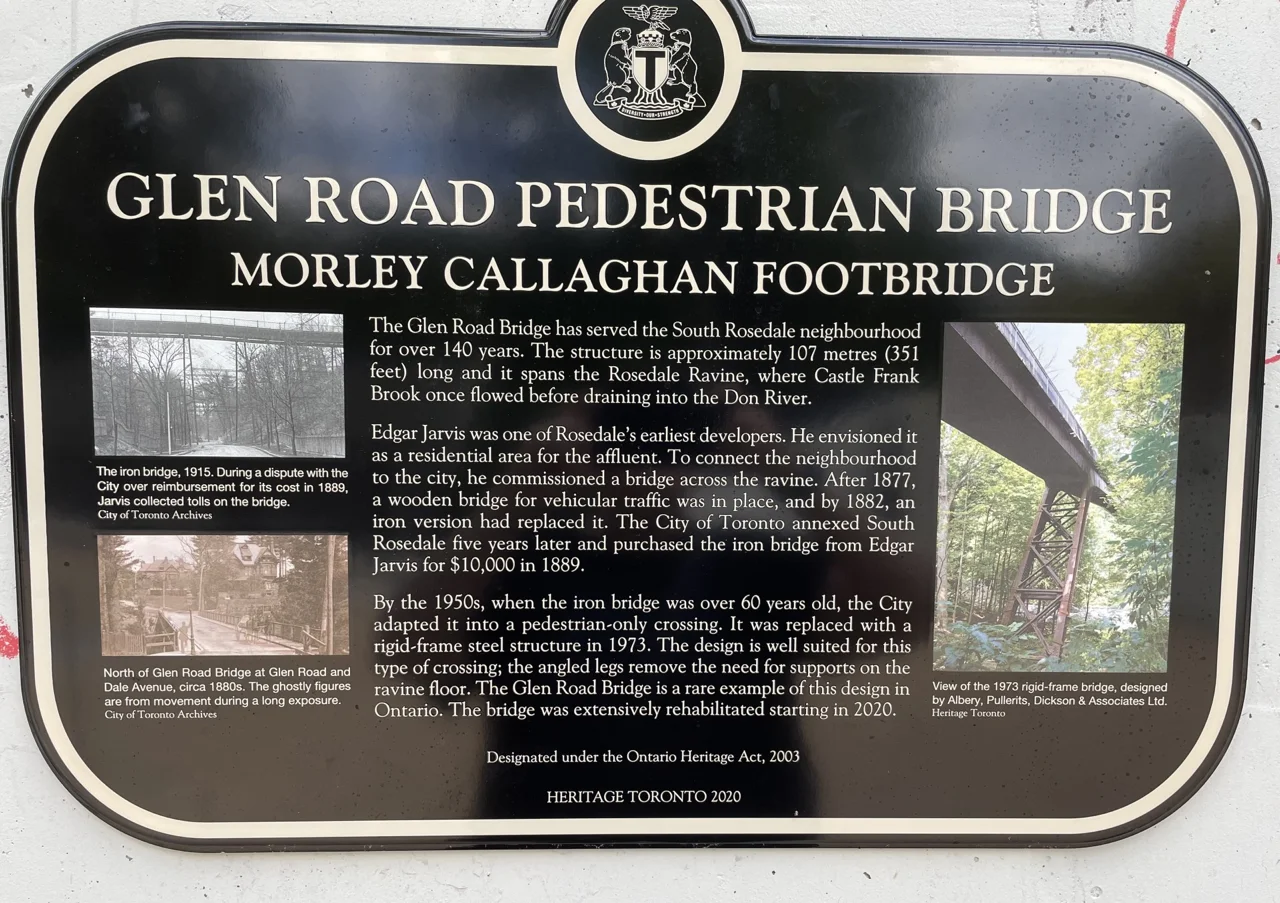 DIVERSITY • OUR • STRENGTH
GLEN ROAD PEDESTRIAN BRIDGE
MORLEY CALLAGHAN FOOTBRIDGE
The iron bridge, 1915. During a dispute with the
City over reimbursement for its cost in 1889,
Jarvis collected tolls on the bridge.
City of Toronto Archives
North of Glen Road Bridge at Glen Road and
Dale Avenue, circa 1880s. The ghostly figures
are from movement during a long exposure.
City of Toronto Archives
The Glen Road Bridge has served the South Rosedale neighbourhood
for over 140 years. The structure is approximately 107 metres (351
feet) long and it spans the Rosedale Ravine, where Castle Frank
Brook once flowed before draining into the Don River.
Edgar Jarvis was one of Rosedale's earliest developers. He envisioned it
as a residential area for the affluent. To connect the neighbourhood
to the city, he commissioned a bridge across the ravine. After 1877,
a wooden bridge for vehicular traffic was in place, and by 1882, an
iron version had replaced it. The City of Toronto annexed South
Rosedale five years later and purchased the iron bridge from Edgar
Jarvis for $10,000 in 1889.
By the 1950s, when the iron bridge was over 60 years old, the City
adapted it into a pedestrian-only crossing. It was replaced with a
rigid-frame steel structure in 1973. The design is well suited for this
type of crossing; the angled legs remove the need for supports on the
ravine floor. The Glen Road Bridge is a rare example of this design in
Ontario. The bridge was extensively rehabilitated starting in 2020.
View of the 1973 rigid-frame bridge, designed
by Albery, Pullerits, Dickson & Associates Ltd.
Heritage Toronto
Designated under the Ontario Heritage Act, 2003
HERITAGE TORONTO 2020